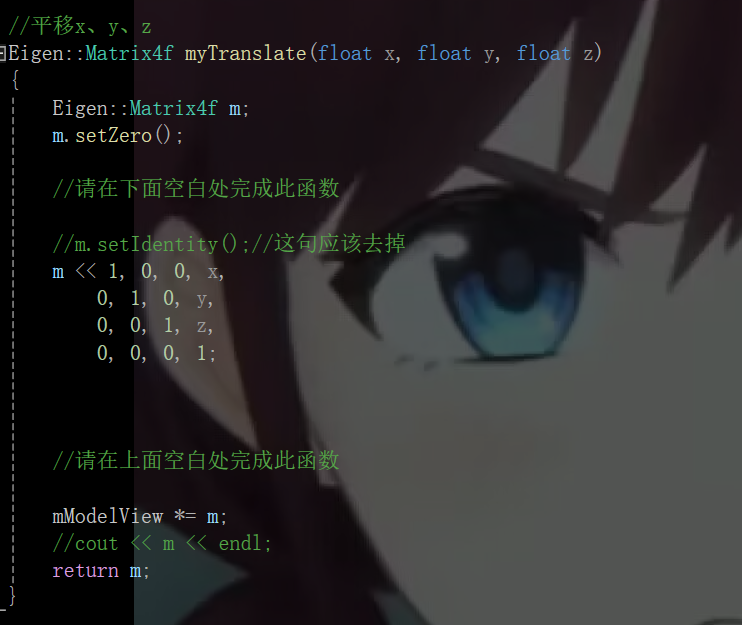 //平移x、y、z
Eigen::Matrix4f myTranslate(float x, float y, float z)
{
    Eigen::Matrix4f m;
    m.setZero();
    //请在下面空白处完成此函数
    //m.setIdentity();//这句应该去掉
    m << 1, 0, 0, x,
        0, 1, 0, y,
        0, 0, 1, z,
        0, 0, 0, 1;
    //请在上面空白处完成此函数
    mModelView *= m;
    //cout << m << endl;
    return m;
}